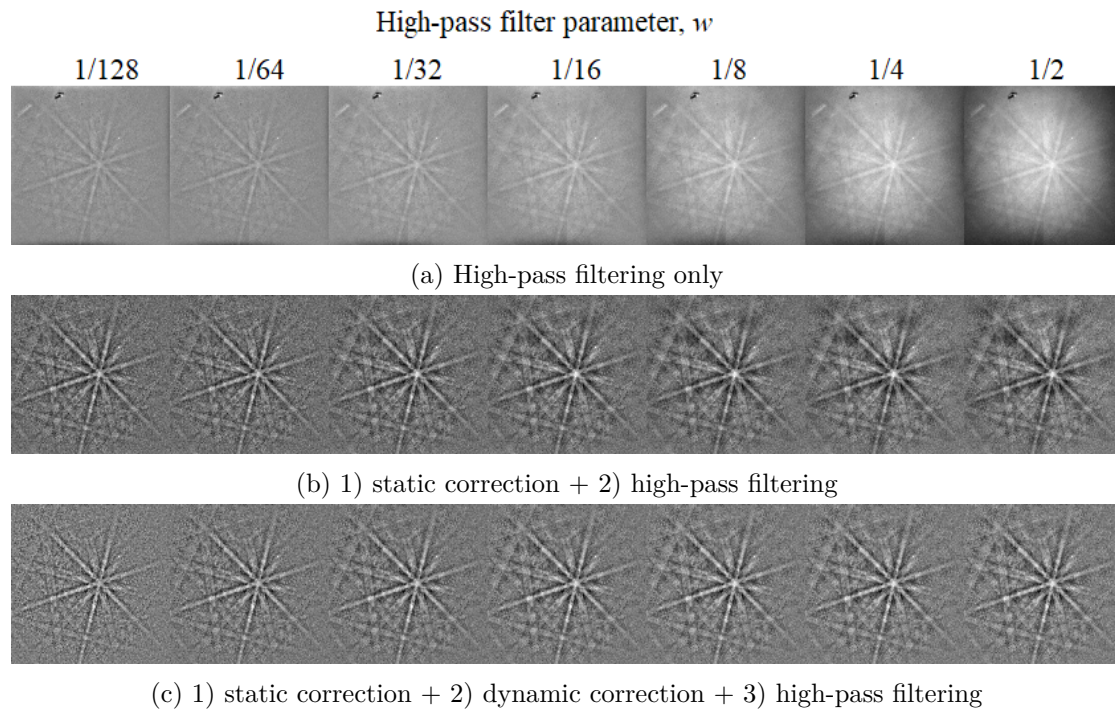 High-pass filter parameter, w
1/128 1/64 1/32 1/16 1/8 1/4 1/2
(a) High-pass filtering only
(b) 1) static correction + 2) high-pass filtering
(c) 1) static correction + 2) dynamic correction + 3) high-pass filtering